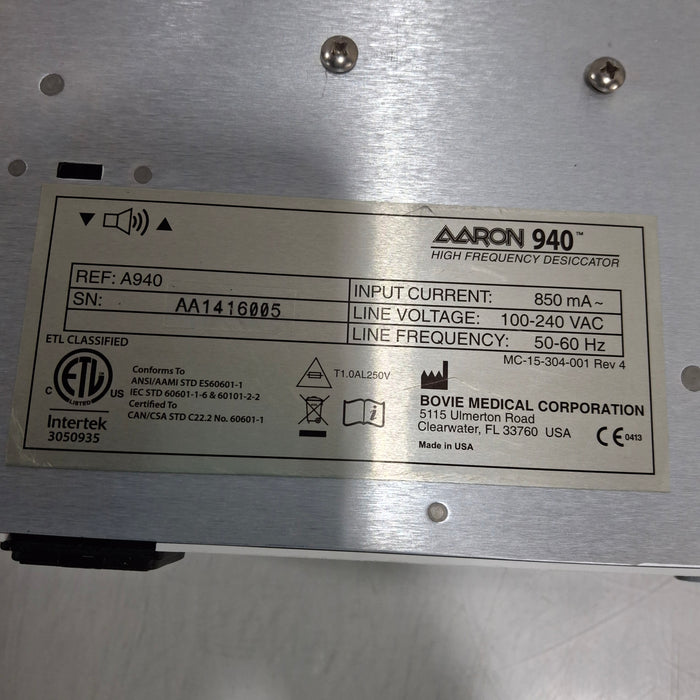 AARON 940™
HIGH FREQUENCY DESICCATOR
REF: A940
SN: AA1416005
INPUT CURRENT: 850 mA~
LINE VOLTAGE: 100-240 VAC
LINE FREQUENCY: 50-60 Hz
MC-15-304-001 Rev 4
ETL CLASSIFIED
C ETL US
LISTED
Intertek
3050935
Conforms To
ANSI/AAMI STD ES60601-1
IEC STD 60601-1-6 & 60101-2-2
Certified To
CAN/CSA STD C22.2 No. 60601-1
T1.0AL250V
BOVIE MEDICAL CORPORATION
5115 Ulmerton Road
Clearwater, FL 33760 USA
Made in USA
CE 0413